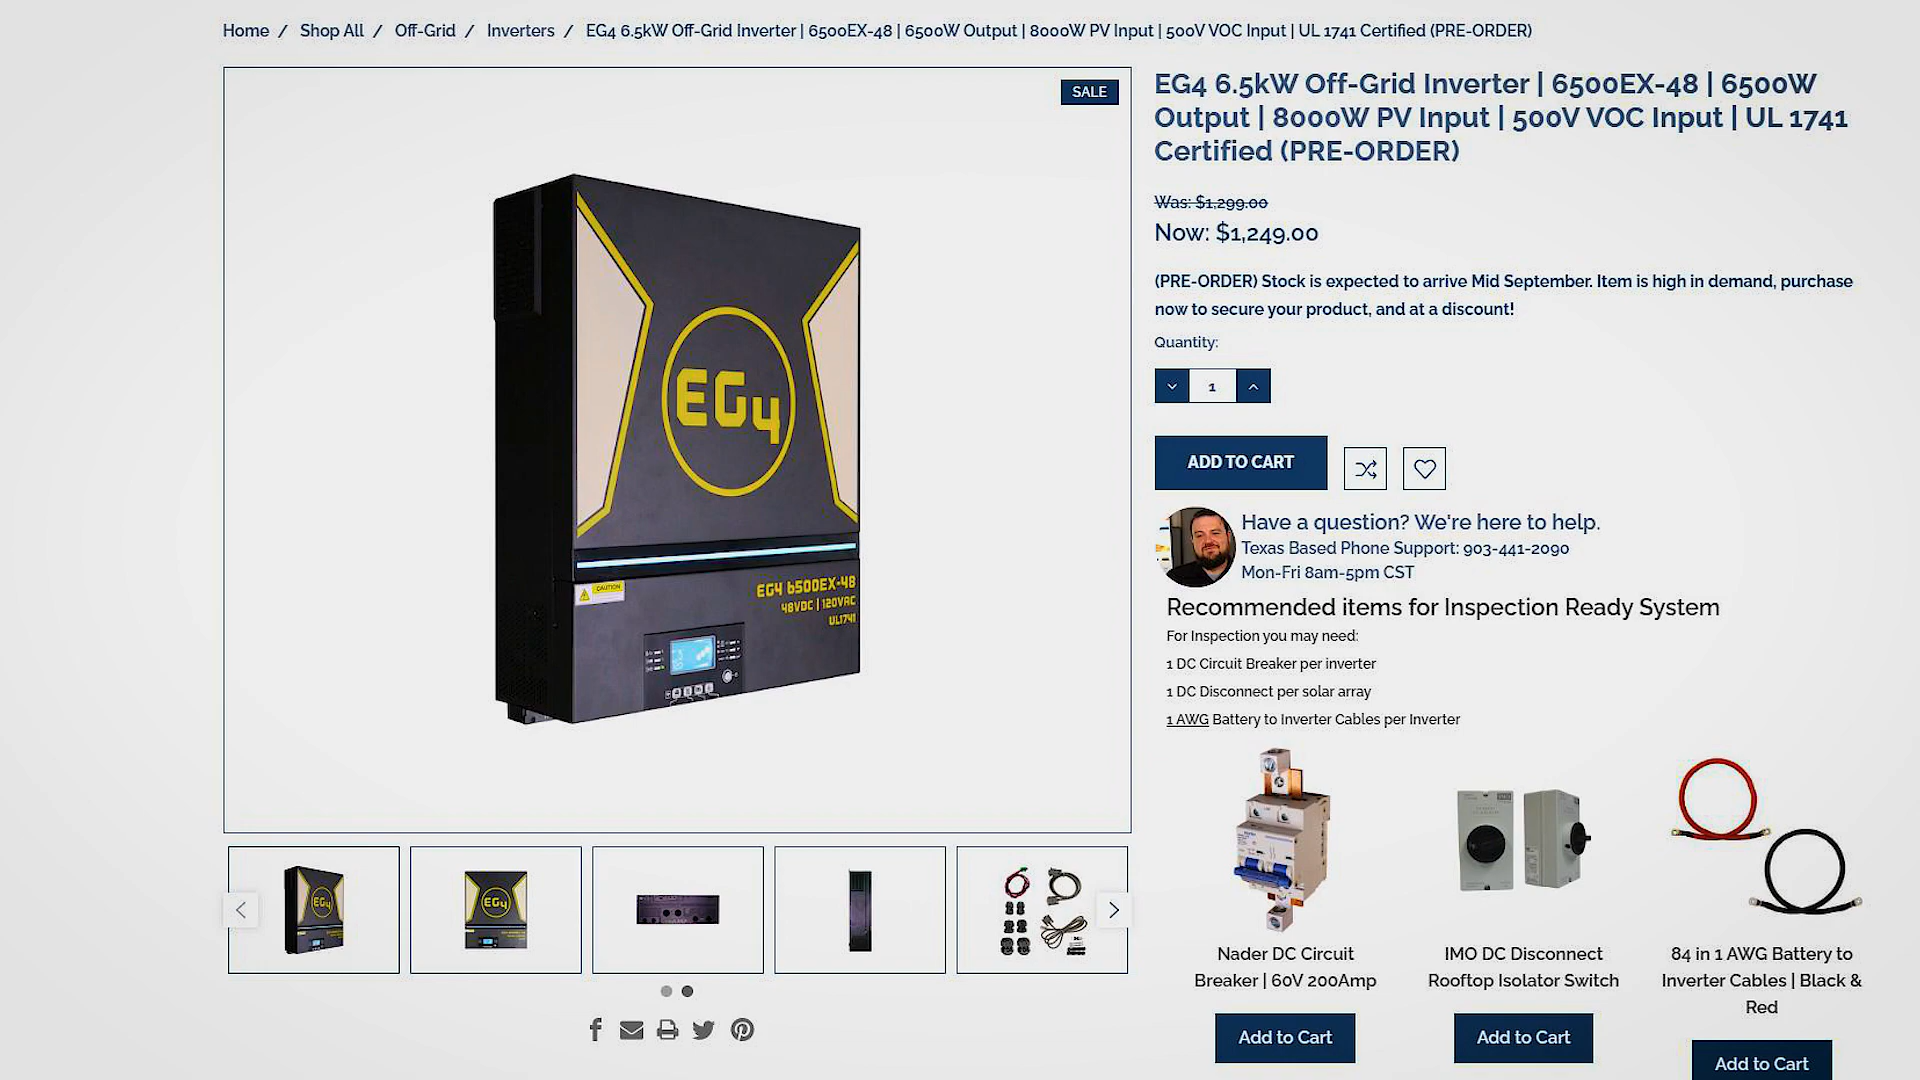 Home / Shop All / Off-Grid / Inverters / EG4 6.5kW Off-Grid Inverter | 6500EX-48 | 6500W Output | 8000W PV Input | 500V VOC Input | UL 1741 Certified (PRE-ORDER)
SALE
EG4
EG4 6500EX-48
48VDC | 120VAC
UL1741
CAUTION
EG4 6.5kW Off-Grid Inverter | 6500EX-48 | 6500W
Output | 8000W PV Input | 500V VOC Input | UL 1741
Certified (PRE-ORDER)
Was: $1,299.00
Now: $1,249.00
(PRE-ORDER) Stock is expected to arrive Mid September. Item is high in demand, purchase
now to secure your product, and at a discount!
Quantity:
1
ADD TO CART
Have a question? We're here to help.
Texas Based Phone Support: 903-441-2090
Mon-Fri 8am-5pm CST
Recommended items for Inspection Ready System
For Inspection you may need:
1 DC Circuit Breaker per inverter
1 DC Disconnect per solar array
1 AWG Battery to Inverter Cables per Inverter
EG4
EG4
Nader DC Circuit
Breaker | 60V 200Amp
Add to Cart
IMO DC Disconnect
Rooftop Isolator Switch
Add to Cart
84 in 1 AWG Battery to
Inverter Cables | Black &
Red
Add to Cart